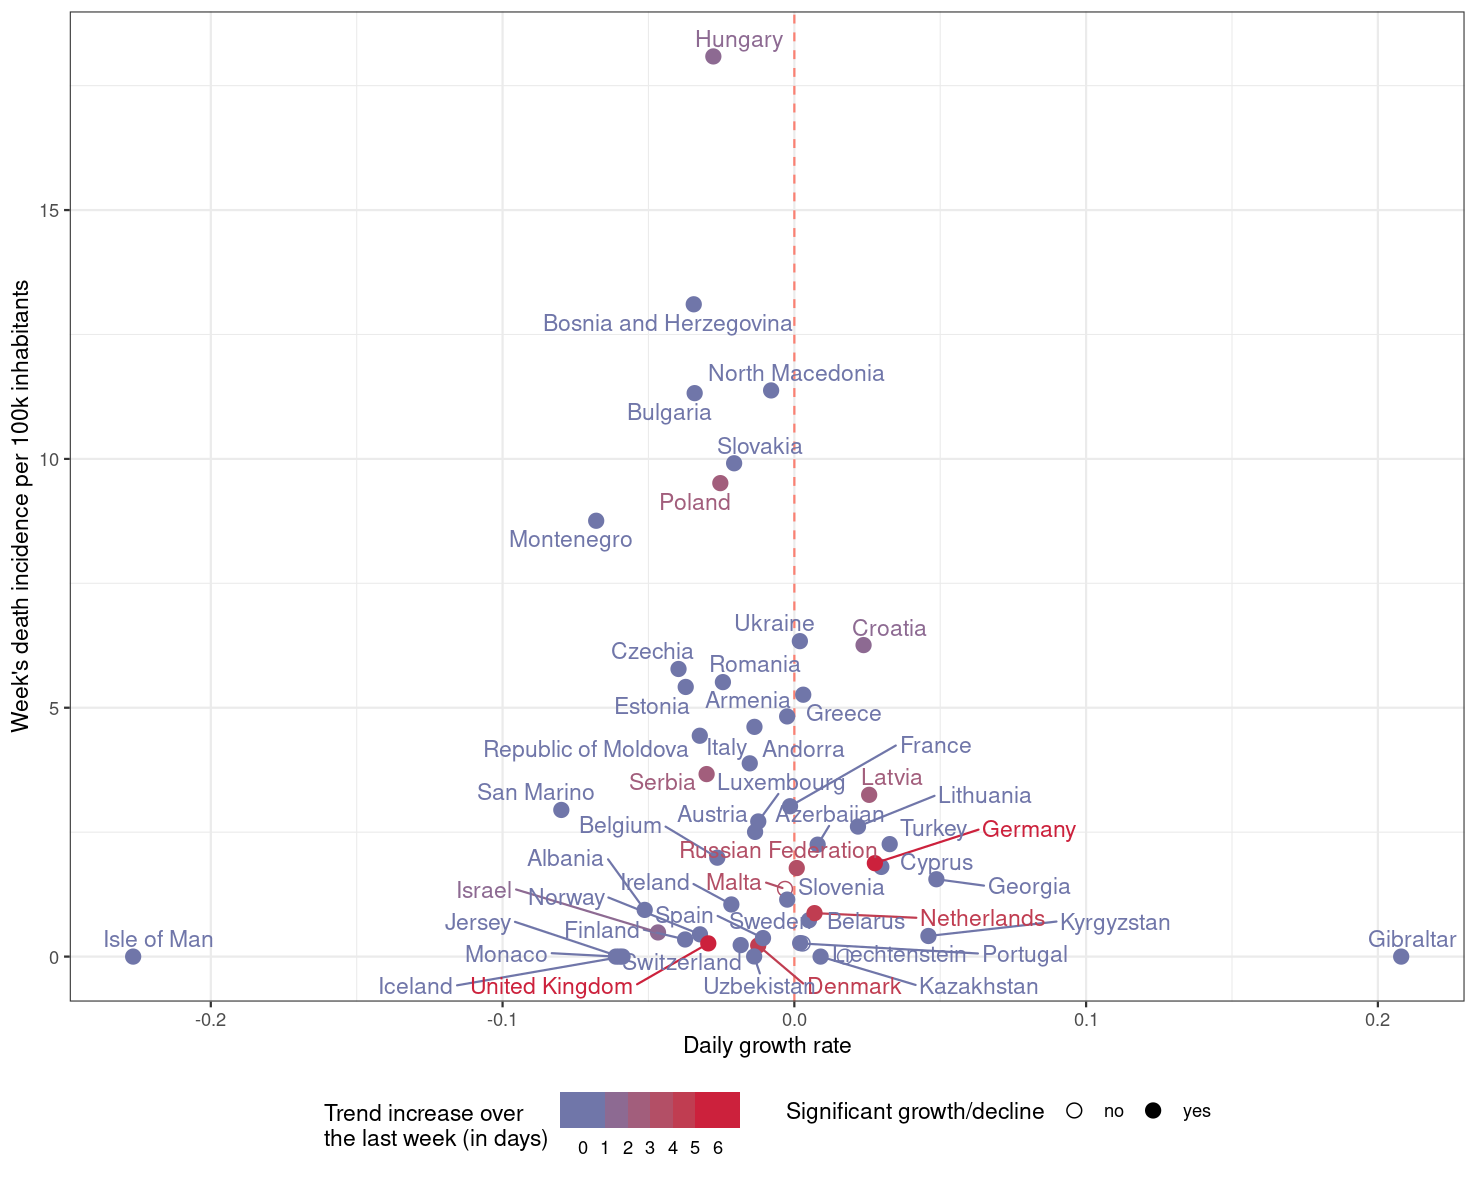 Hungary
15
Bosnia and Herzegovina
North Macedonia
Bulgaria
Slovakia
10
Poland
Montenegro
Ukraine
Croatia
Czechia
Romania
Estonia
Armenia
5
Greece
Republic of Moldova
Italy
Andorra
France
Serbia
Luxembourg
Latvia
San Marino
Lithuania
Austria
Azerbaijan
Belgium
Turkey
Germany
Russian Federation
Albania
Cyprus
Israel
Norway
Ireland
Malta
Slovenia
Georgia
Jersey
Finland
Spain
Sweden
Belarus
Netherlands
Kyrgyzstan
Isle of Man
Gibraltar
0
Monaco
Switzerland
Liechtenstein
Portugal
Iceland
United Kingdom
Uzbekistan
Denmark
Kazakhstan
-0.2
-0.1
0.0
0.1
0.2
Daily growth rate
Week's death incidence per 100k inhabitants
Trend increase over
the last week (in days)
0 1 2 3 4 5 6
Significant growth/decline
no
yes